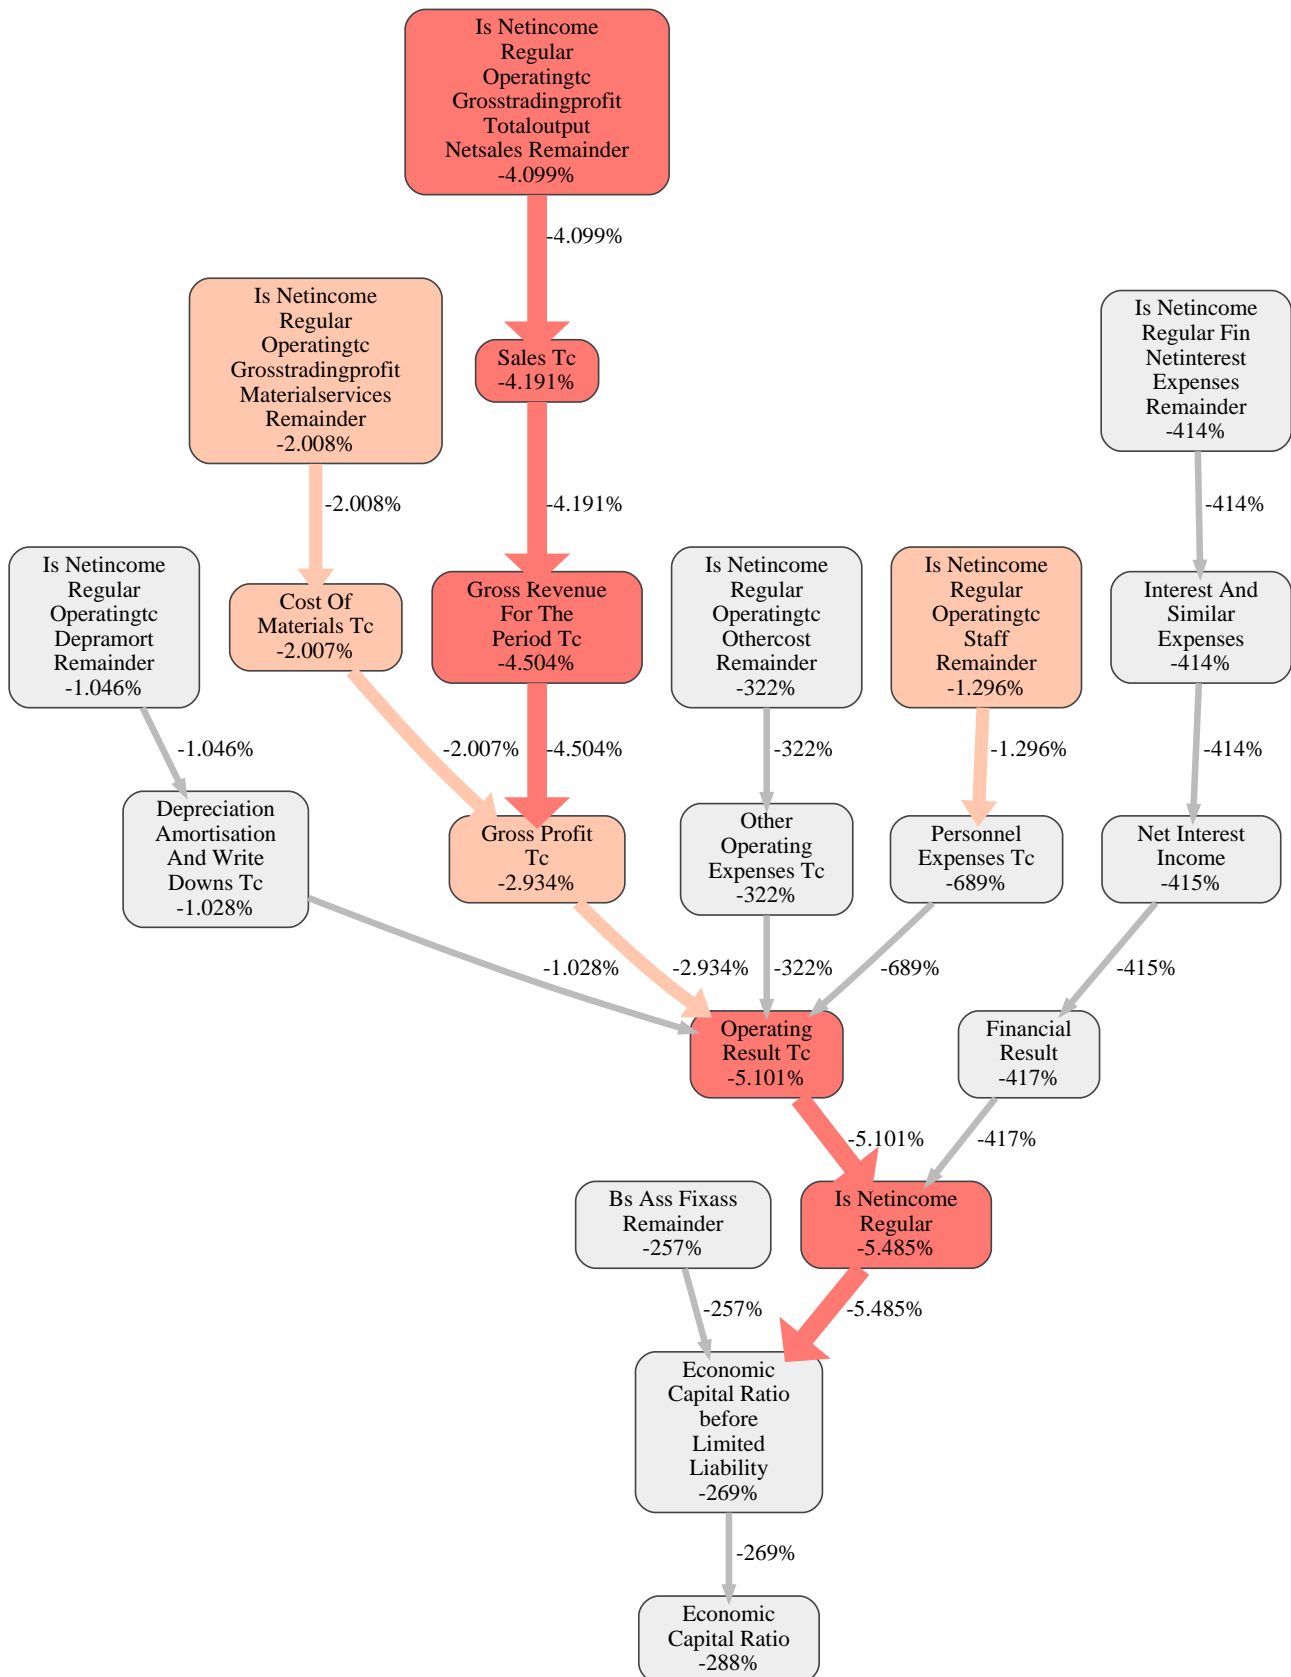 Is Netincome
Regular
Operatingtc
Grosstradingprofit
Totaloutput
Netsales Remainder
-4.099%
-4.099%
Is Netincome
Regular
Operatingtc
Grosstradingprofit
Materialservices
Remainder
-2.008%
Is Netincome
Regular Fin
Netinterest
Expenses
Remainder
-414%
Sales Tc
-4.191%
-2.008%
-4.191%
-414%
Is Netincome
Regular
Operatingtc
Depramort
Remainder
-1.046%
Cost Of
Materials Tc
-2.007%
Gross Revenue
For The
Period Tc
-4.504%
Is Netincome
Regular
Operatingtc
Othercost
Remainder
-322%
Is Netincome
Regular
Operatingtc
Staff
Remainder
-1.296%
Interest And
Similar
Expenses
-414%
-1.046%
-2.007%
-4.504%
-322%
-1.296%
-414%
Depreciation
Amortisation
And Write
Downs Tc
-1.028%
Gross Profit
Tc
-2.934%
Other
Operating
Expenses Tc
-322%
Personnel
Expenses Tc
-689%
Net Interest
Income
-415%
-1.028%
-2.934%
-322%
-689%
-415%
Operating
Result Tc
-5.101%
Financial
Result
-417%
-5.101%
-417%
Bs Ass Fixass
Remainder
-257%
Is Netincome
Regular
-5.485%
-257%
-5.485%
Economic
Capital Ratio
before
Limited
Liability
-269%
-269%
Economic
Capital Ratio
-288%